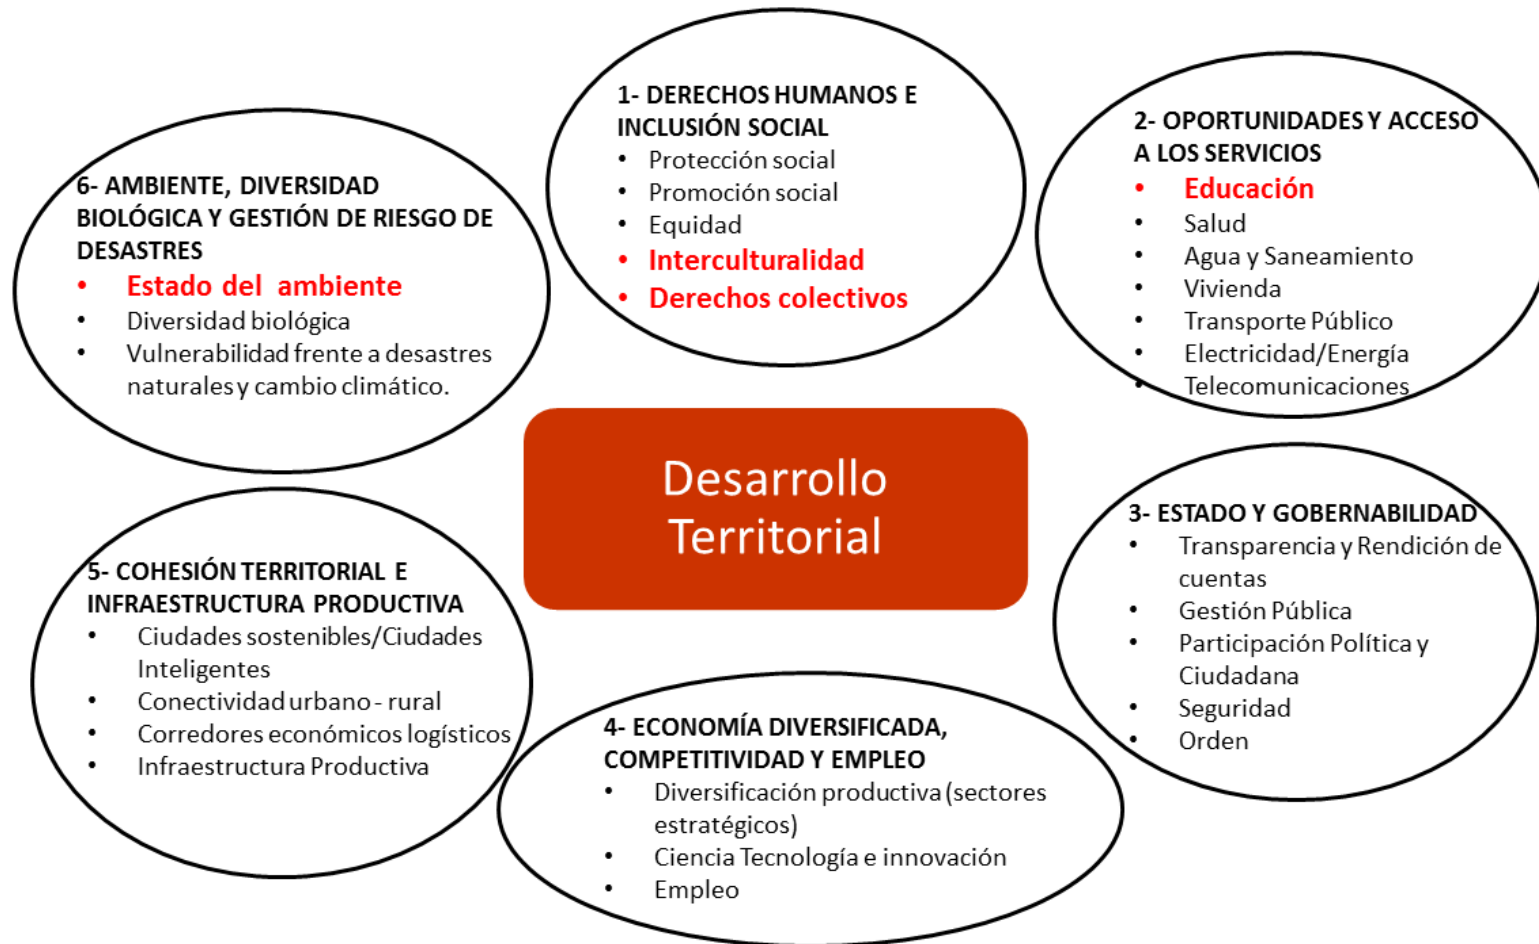 1- DERECHOS HUMANOS E
INCLUSIÓN SOCIAL
• Protección social
• Promoción social
• Equidad
• Interculturalidad
• Derechos colectivos
2- OPORTUNIDADES Y ACCESO
A LOS SERVICIOS
• Educación
• Salud
• Agua y Saneamiento
• Vivienda
• Transporte Público
• Electricidad/Energía
• Telecomunicaciones
3- ESTADO Y GOBERNABILIDAD
• Transparencia y Rendición de
cuentas
• Gestión Pública
• Participación Política y
Ciudadana
• Seguridad
• Orden
4- ECONOMÍA DIVERSIFICADA,
COMPETITIVIDAD Y EMPLEO
• Diversificación productiva (sectores
estratégicos)
• Ciencia Tecnología e innovación
• Empleo
5- COHESIÓN TERRITORIAL E
INFRAESTRUCTURA PRODUCTIVA
• Ciudades sostenibles/Ciudades
Inteligentes
• Conectividad urbano - rural
• Corredores económicos logísticos
• Infraestructura Productiva
6- AMBIENTE, DIVERSIDAD
BIOLÓGICA Y GESTIÓN DE RIESGO DE
DESASTRES
• Estado del ambiente
• Diversidad biológica
• Vulnerabilidad frente a desastres
naturales y cambio climático.
Desarrollo
Territorial